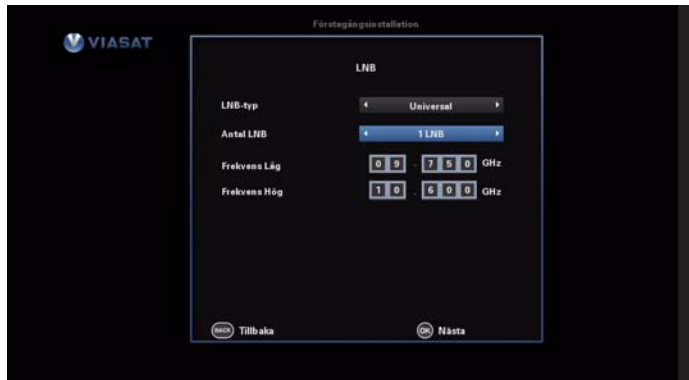 Förstagångsinstallation
VIASAT
LNB
LNB-typ Universal
Antal LNB 1 LNB
Frekvens Låg 09.750 GHz
Frekvens Hög 10.600 GHz
BACK Tillbaka OK Nästa